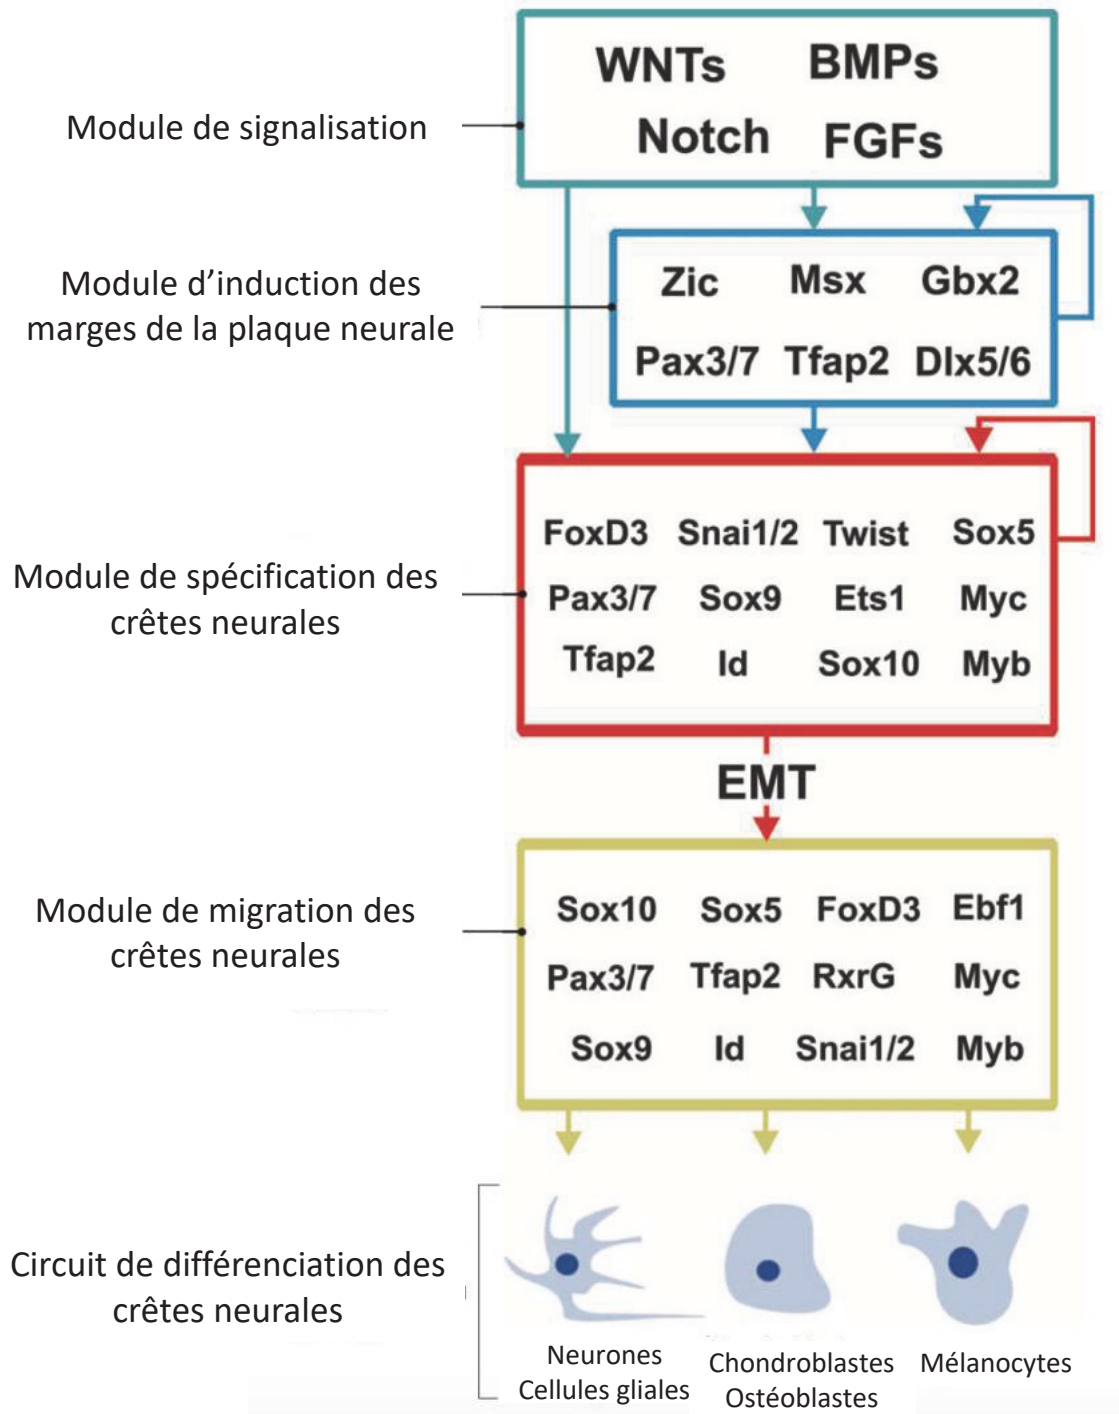 WNTs BMPs
Module de signalisation
Notch FGFs
Module d’induction des
marges de la plaque neurale
Zic Msx Gbx2
Pax3/7 Tfap2 Dlx5/6
Module de spécification des
crêtes neurales
FoxD3 Snai1/2 Twist Sox5
Pax3/7 Sox9 Ets1 Myc
Tfap2 Id Sox10 Myb
EMT
Module de migration des
crêtes neurales
Sox10 Sox5 FoxD3 Ebf1
Pax3/7 Tfap2 RxrG Myc
Sox9 Id Snai1/2 Myb
Circuit de différenciation des
crêtes neurales
Neurones
Cellules gliales
Chondroblastes
Ostéoblastes
Mélanocytes